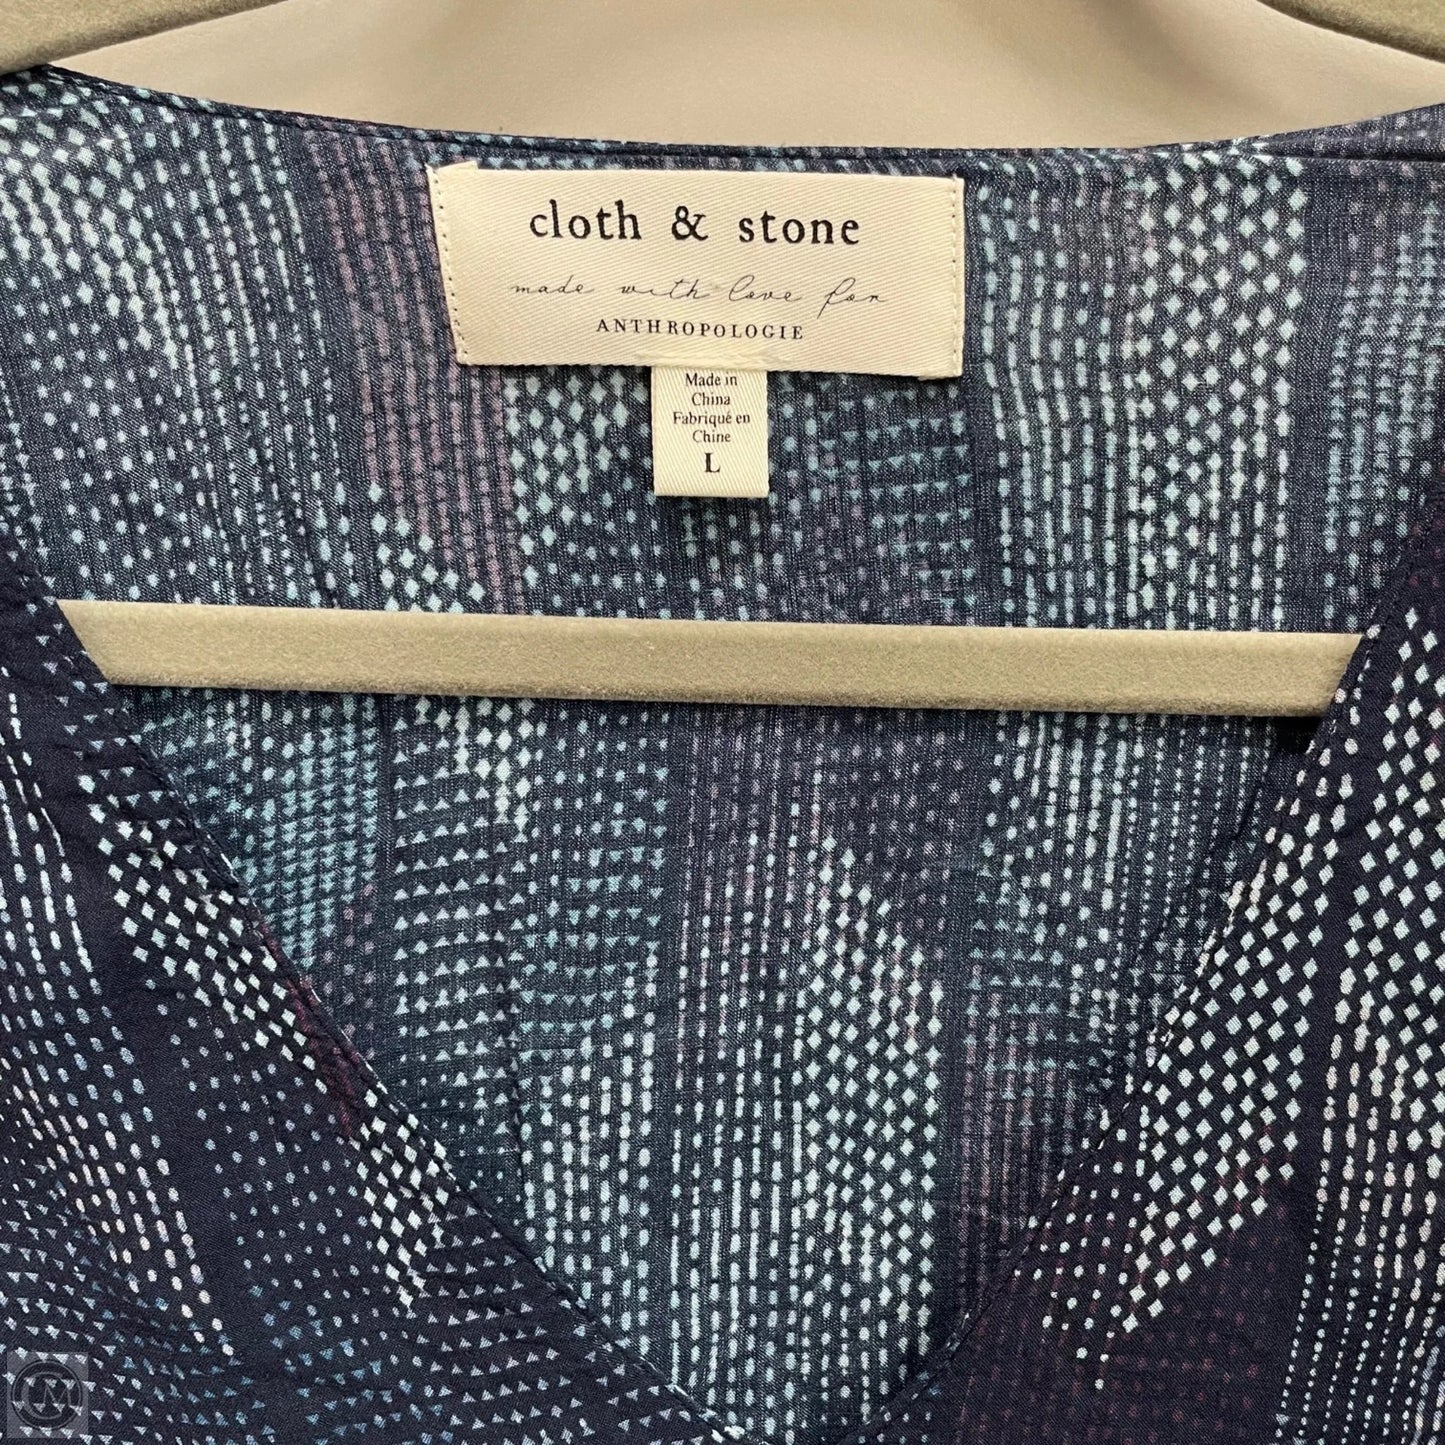 cloth & stone
made with love for
ANTHROPOLOGIE
Made in
China
Fabriqué en
Chine
L